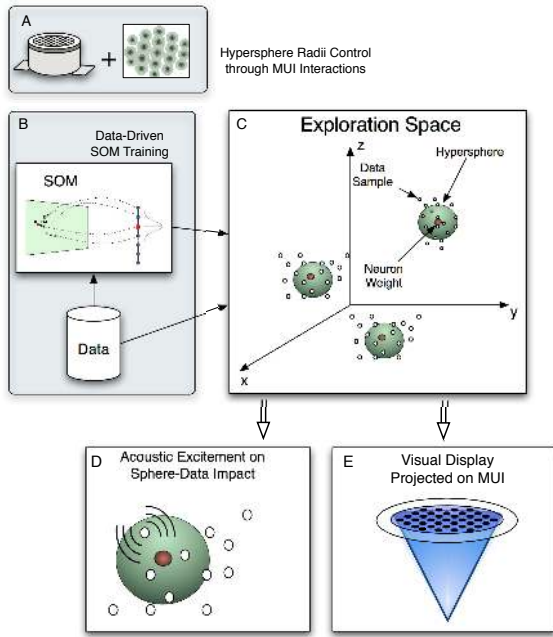 A
+
Hypersphere Radii Control
through MUI Interactions
B
Data-Driven
SOM Training
SOM
Data
C
Exploration Space
z
Data
Sample
Hypersphere
Neuron
Weight
y
x
D
Acoustic Excitement on
Sphere-Data Impact
E
Visual Display
Projected on MUI